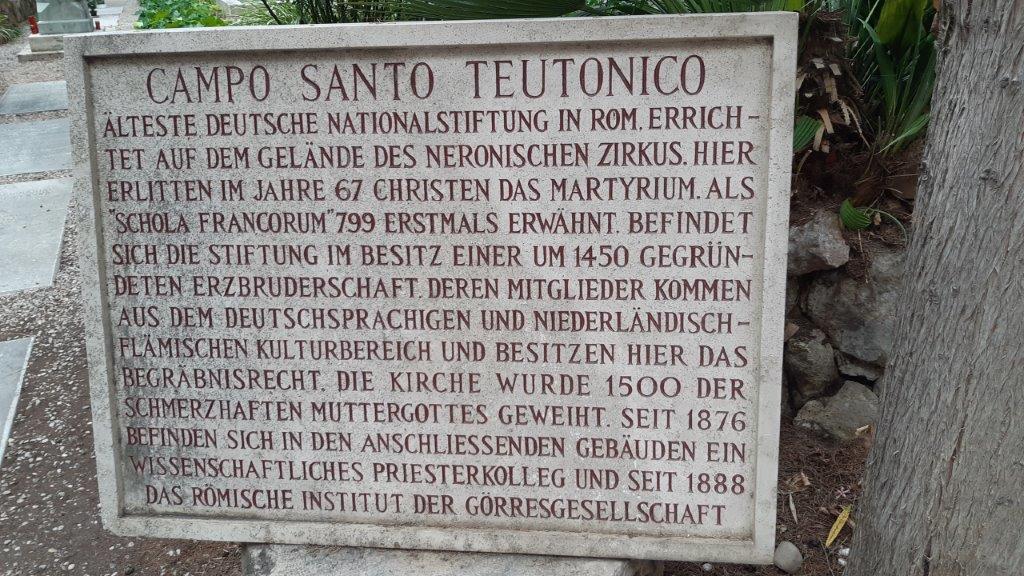 CAMPO SANTO TEUTONICO
ÄLTESTE DEUTSCHE NATIONALSTIFTUNG IN ROM. ERRICH-
TET AUF DEM GELÄNDE DES NERONISCHEN ZIRKUS. HIER
ERLITTEN IM JAHRE 67 CHRISTEN DAS MARTYRIUM. ALS
"SCHOLA FRANCORUM" 799 ERSTMALS ERWÄHNT. BEFINDET
SICH DIE STIFTUNG IM BESITZ EINER UM 1450 GEGRÜN-
DETEN ERZBRUDERSCHAFT DEREN MITGLIEDER KOMMEN
AUS DEM DEUTSCHSPRACHIGEN UND NIEDERLÄNDISCH-
FLÄMISCHEN KULTURBEREICH UND BESITZEN HIER DAS
BEGRÄBNISRECHT. DIE KIRCHE WURDE 1500 DER
SCHMERZHAFTEN MUTTERGOTTES GEWEIHT. SEIT 1876
BEFINDEN SICH IN DEN ANSCHLIESSENDEN GEBÄUDEN EIN
WISSENSCHAFTLICHES PRIESTERKOLLEG UND SEIT 1888
DAS RÖMISCHE INSTITUT DER GÖRRESGESELLSCHAFT